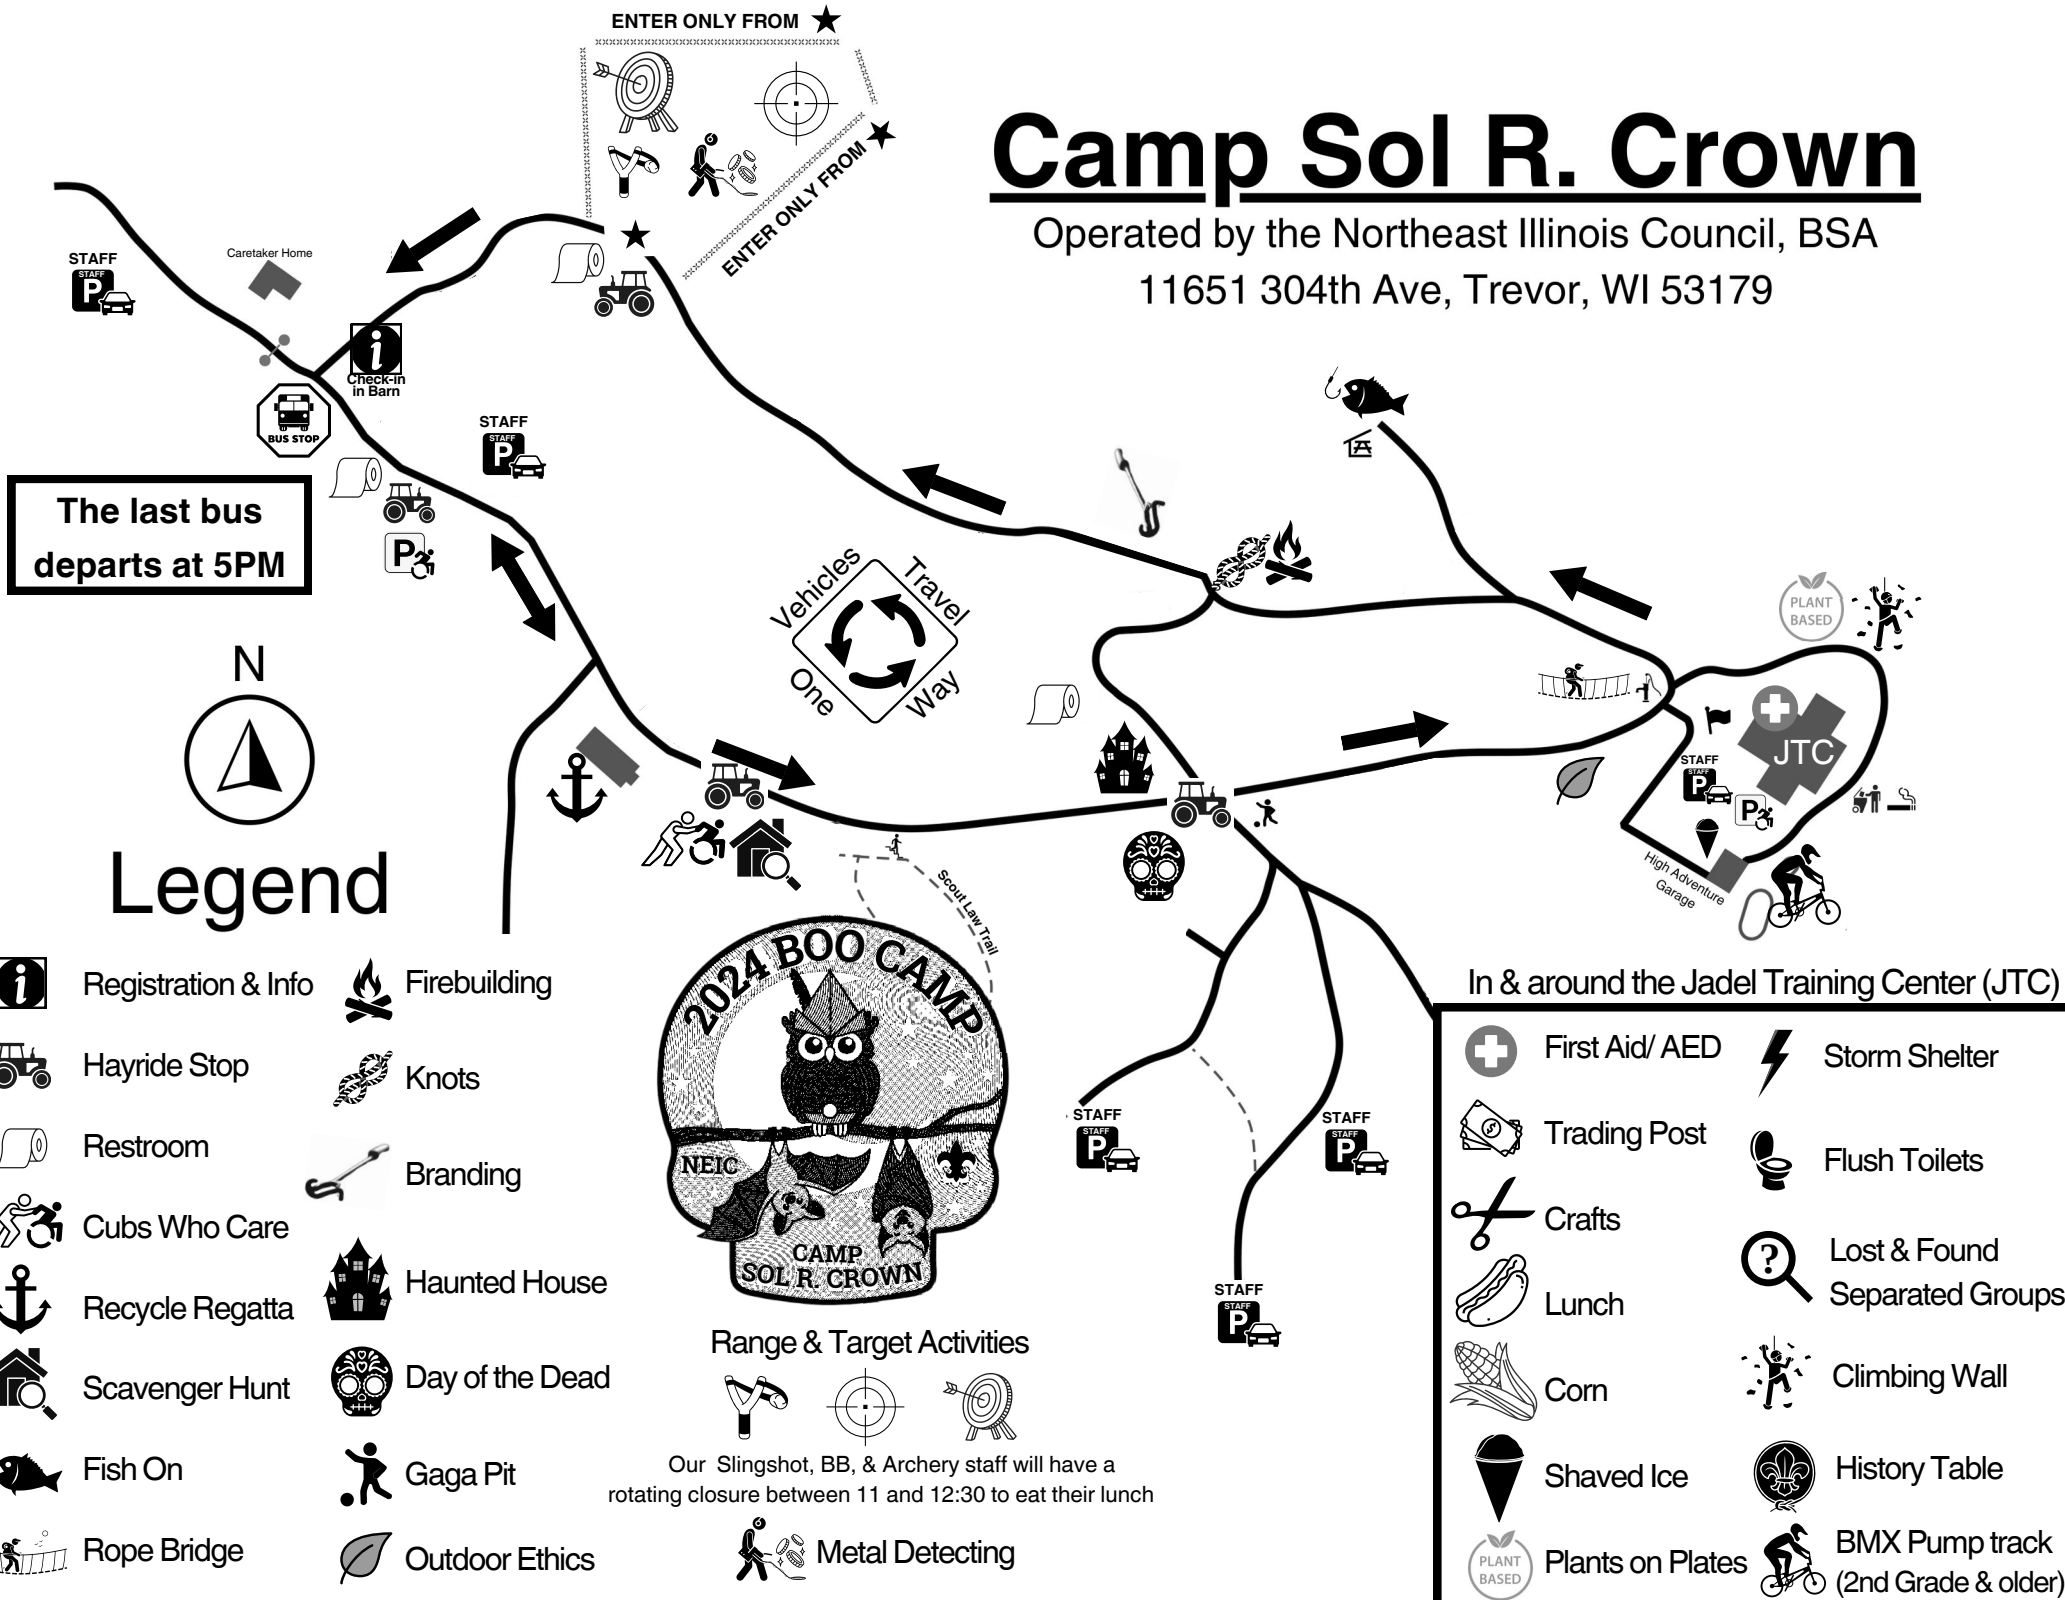 ENTER ONLY FROM
ENTER ONLY FROM
Camp Sol R. Crown
Operated by the Northeast Illinois Council, BSA
11651 304th Ave, Trevor, WI 53179
Caretaker Home
STAFF
STAFF
P
i
Check-in
in Barn
BUS STOP
STAFF
STAFF
P
The last bus
departs at 5PM
P
Vehicles
Travel
One
Way
N
PLANT
BASED
JTC
STAFF
STAFF
P
P
High Adventure
Garage
Scout Law Trail
Legend
i
Registration & Info
Hayride Stop
Restroom
Cubs Who Care
Recycle Regatta
Scavenger Hunt
Fish On
Rope Bridge
Firebuilding
Knots
Branding
Haunted House
Day of the Dead
Gaga Pit
Outdoor Ethics
2024 BOO CAMP
NEIC
CAMP
SOL R. CROWN
Range & Target Activities
Our Slingshot, BB, & Archery staff will have a
rotating closure between 11 and 12:30 to eat their lunch
Metal Detecting
STAFF
STAFF
P
STAFF
STAFF
P
STAFF
STAFF
P
In & around the Jadel Training Center (JTC)
First Aid/ AED
Trading Post
$
Crafts
Lunch
Corn
Shaved Ice
PLANT
BASED
Plants on Plates
Storm Shelter
Flush Toilets
?
Lost & Found
Separated Groups
Climbing Wall
History Table
BMX Pump track
(2nd Grade & older)